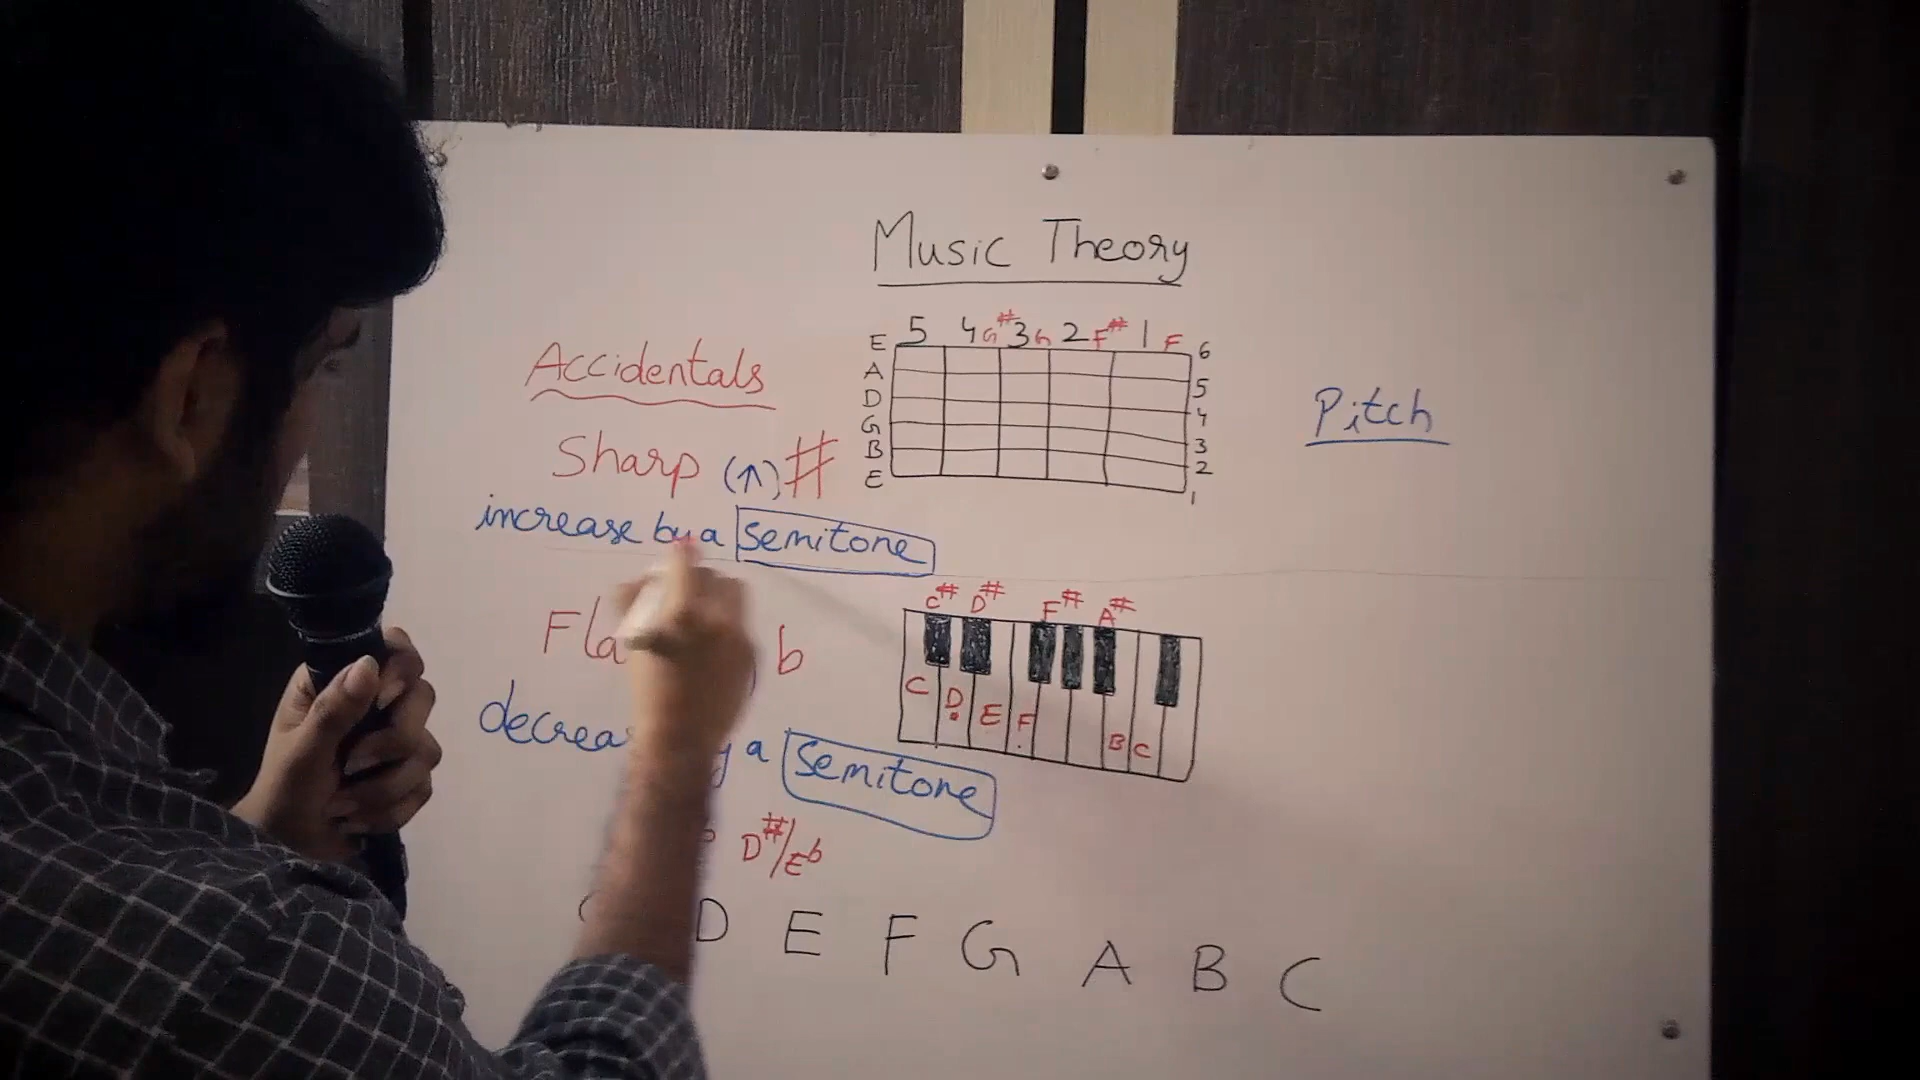 Music Theory
E 5 4 G# 3 G 2 F# 1 F 6
A 5
D 4
G 3
B 2
E 1
Accidentals
Sharp (↑) #
increase by a semitone
Pitch
C# D# F# A#
b
C D E F B C
a semitone
D#/Eb
D E F G A B C